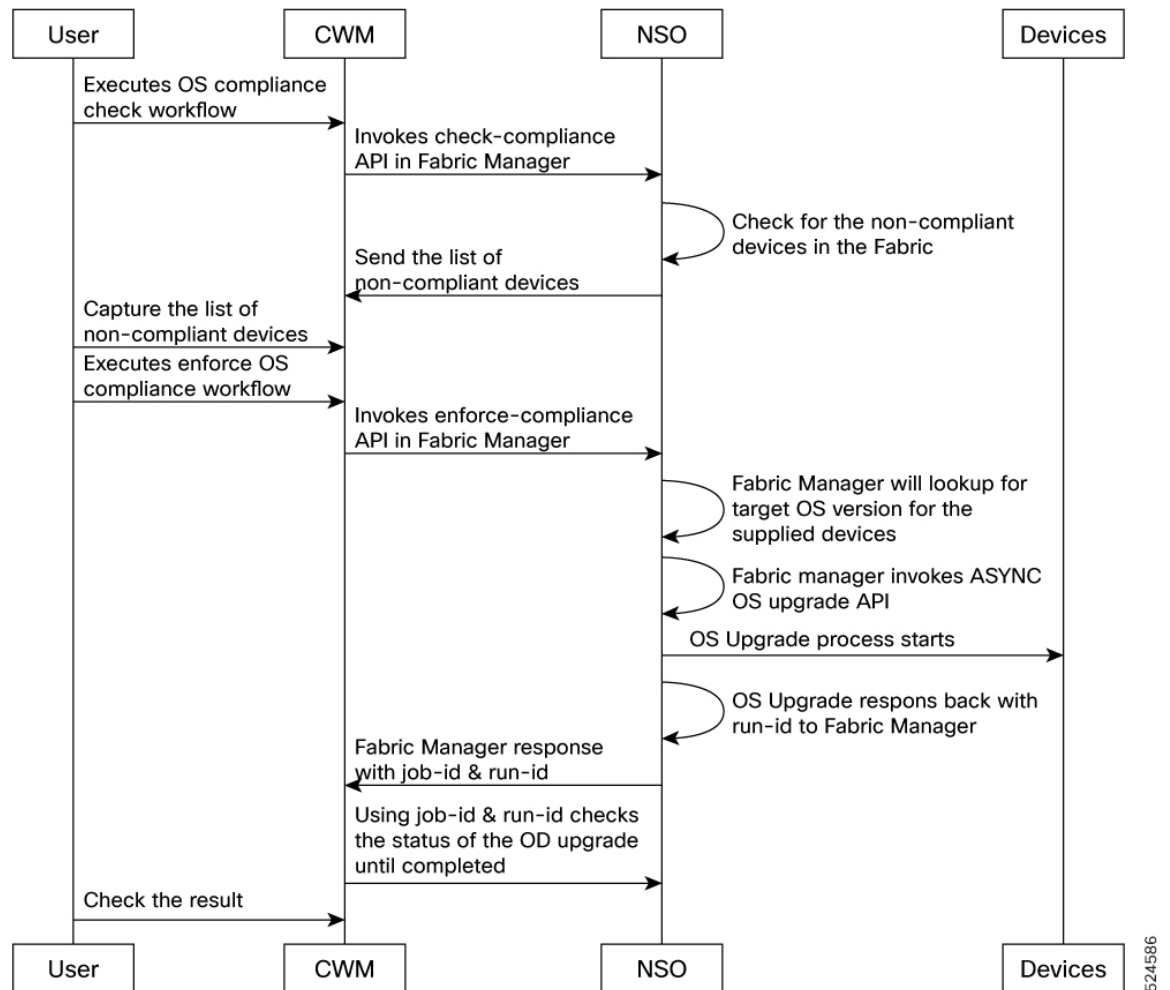 User
CWM
NSO
Devices
Executes OS compliance
check workflow
Invokes check-compliance
API in Fabric Manager
Check for the non-compliant
devices in the Fabric
Send the list of
non-compliant devices
Capture the list of
non-compliant devices
Executes enforce OS
compliance workflow
Invokes enforce-compliance
API in Fabric Manager
Fabric Manager will lookup for
target OS version for the
supplied devices
Fabric manager invokes ASYNC
OS upgrade API
OS Upgrade process starts
OS Upgrade respons back with
run-id to Fabric Manager
Fabric Manager response
with job-id & run-id
Using job-id & run-id checks
the status of the OD upgrade
until completed
Check the result
User
CWM
NSO
Devices
524586